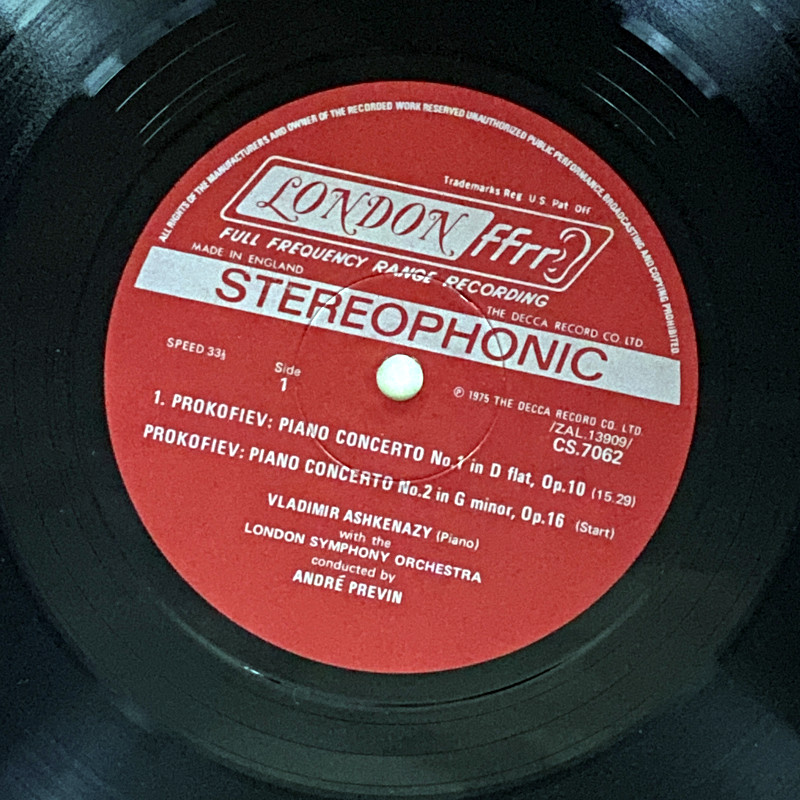 ALL RIGHTS OF THE MANUFACTURERS AND OWNER OF THE RECORDED WORK RESERVED UNAUTHORIZED PUBLIC PERFORMANCE BROADCASTING AND COPYING PROHIBITED
Trademarks Reg. U.S. Pat. Off
LONDON ffrr
FULL FREQUENCY RANGE RECORDING
MADE IN ENGLAND
THE DECCA RECORD CO. LTD.
STEREOPHONIC
SPEED 33⅓
Side
1
℗ 1975 THE DECCA RECORD CO. LTD.
/ZAL.13909/
CS.7062
1. PROKOFIEV: PIANO CONCERTO No.1 in D flat, Op.10 (15.29)
PROKOFIEV: PIANO CONCERTO No.2 in G minor, Op.16 (Start)
VLADIMIR ASHKENAZY (Piano)
with the
LONDON SYMPHONY ORCHESTRA
conducted by
ANDRÉ PREVIN